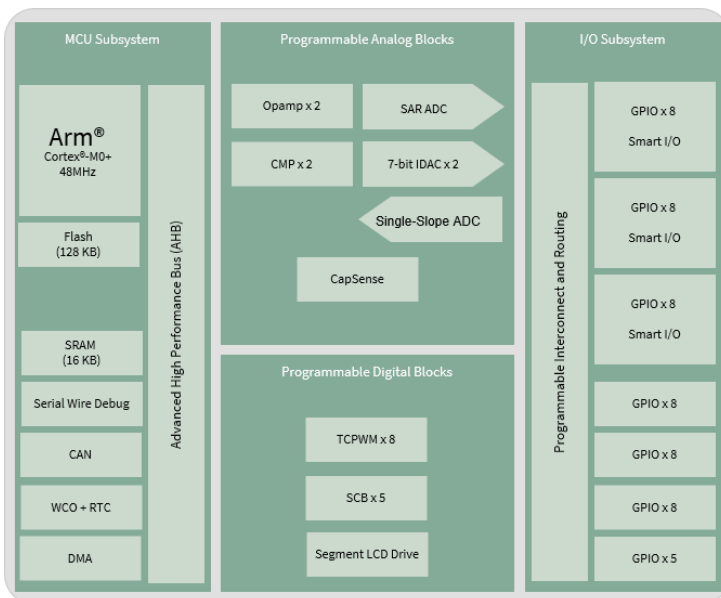 MCU Subsystem
Arm®
Cortex®-M0+
48MHz
Flash
(128 KB)
SRAM
(16 KB)
Serial Wire Debug
CAN
WCO + RTC
DMA
Advanced High Performance Bus (AHB)
Programmable Analog Blocks
Opamp x 2
SAR ADC
CMP x 2
7-bit IDAC x 2
Single-Slope ADC
CapSense
Programmable Digital Blocks
TCPWM x 8
SCB x 5
Segment LCD Drive
I/O Subsystem
Programmable Interconnect and Routing
GPIO x 8
Smart I/O
GPIO x 8
Smart I/O
GPIO x 8
Smart I/O
GPIO x 8
GPIO x 8
GPIO x 8
GPIO x 5